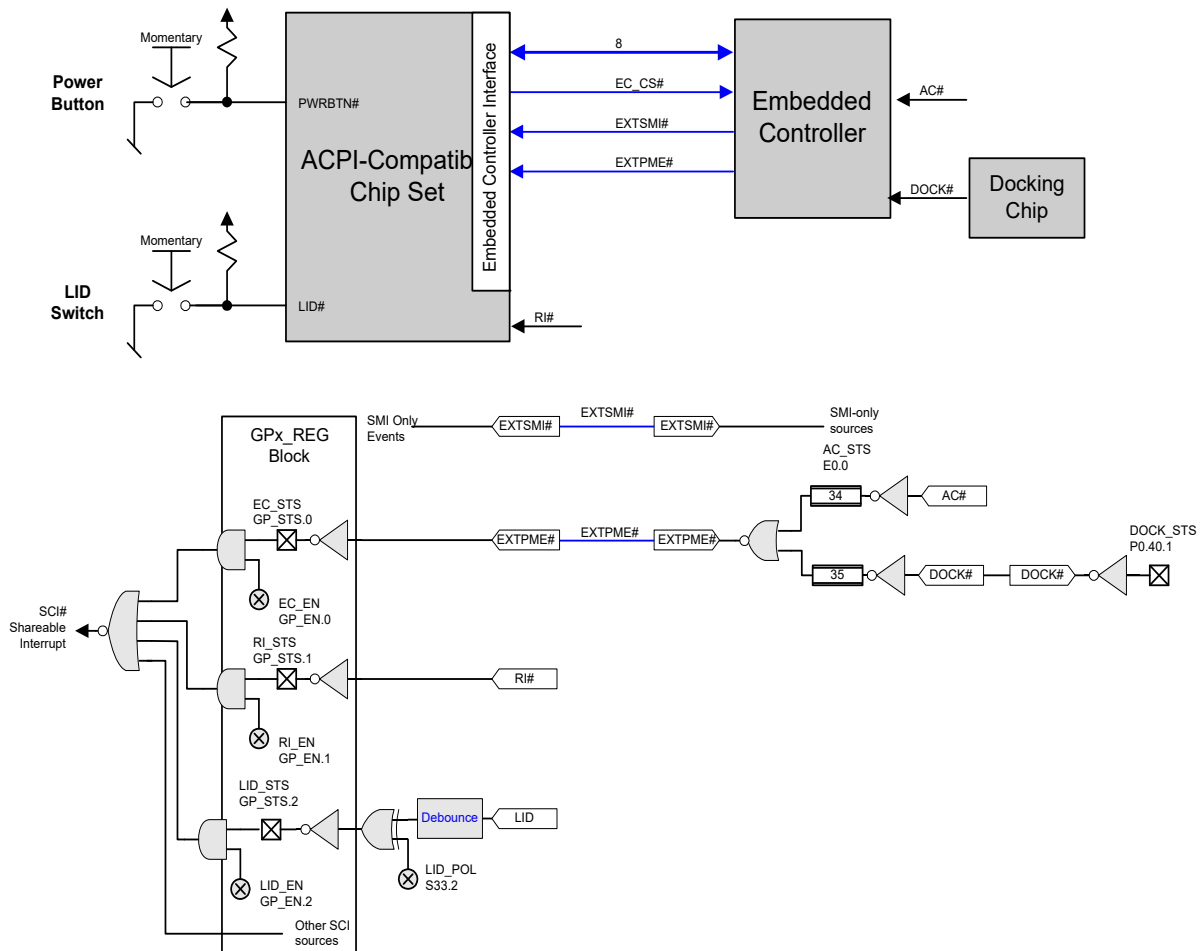 Momentary
Power
Button
PWRBTN#
ACPI-Compatib
Chip Set
Embedded Controller Interface
8
EC_CS#
EXTSMI#
EXTPME#
Embedded
Controller
AC#
DOCK#
Docking
Chip
Momentary
LID
Switch
LID#
RI#
GPx_REG
Block
SMI Only
Events
EXTSMI#
EXTSMI#
EXTSMI#
SMI-only
sources
AC_STS
E0.0
34
AC#
EC_STS
GP_STS.0
EXTPME#
EXTPME#
EXTPME#
DOCK_STS
P0.40.1
35
DOCK#
DOCK#
EC_EN
GP_EN.0
SCI#
Shareable
Interrupt
RI_STS
GP_STS.1
RI#
RI_EN
GP_EN.1
LID_STS
GP_STS.2
Debounce
LID
LID_POL
S33.2
LID_EN
GP_EN.2
Other SCI
sources